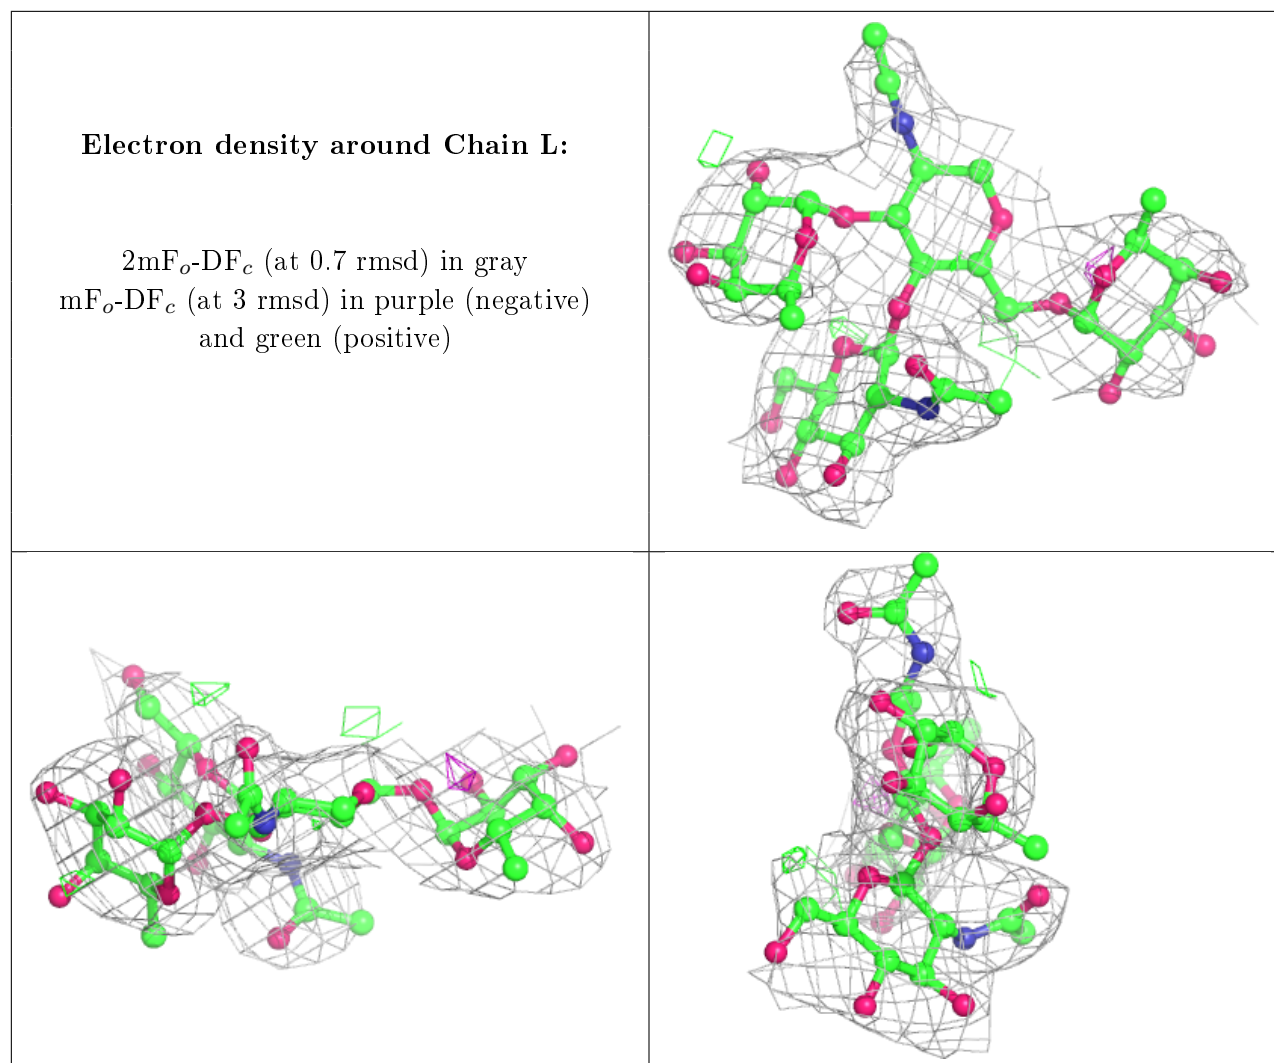 Electron density around Chain L:
2mFₒ-DF𝒸 (at 0.7 rmsd) in gray
mFₒ-DF𝒸 (at 3 rmsd) in purple (negative)
and green (positive)